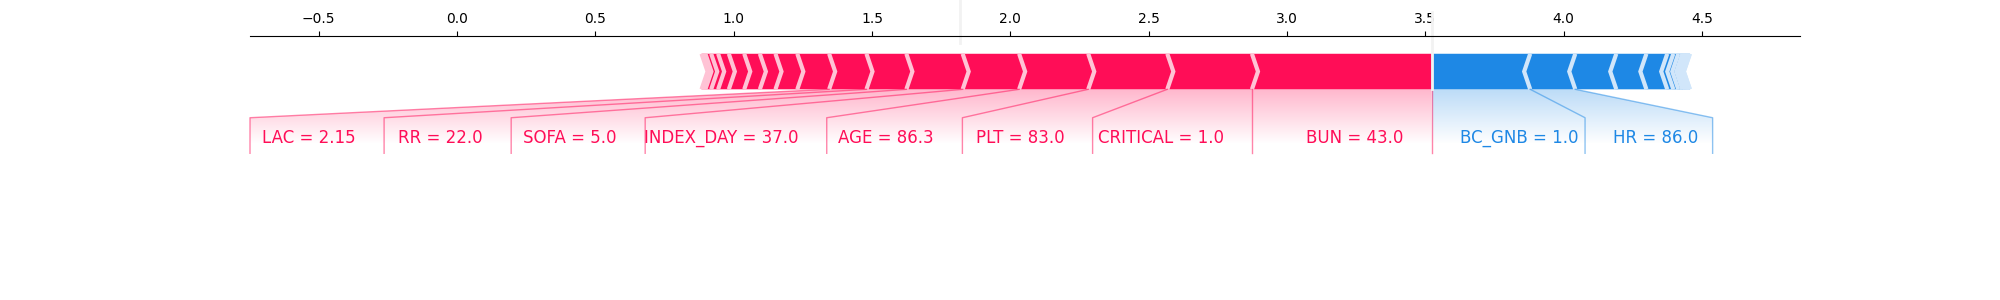 −0.5 0.0 0.5 1.0 1.5 2.0 2.5 3.0 3.5 4.0 4.5
LAC = 2.15 RR = 22.0 SOFA = 5.0 INDEX_DAY = 37.0 AGE = 86.3 PLT = 83.0 CRITICAL = 1.0 BUN = 43.0 BC_GNB = 1.0 HR = 86.0